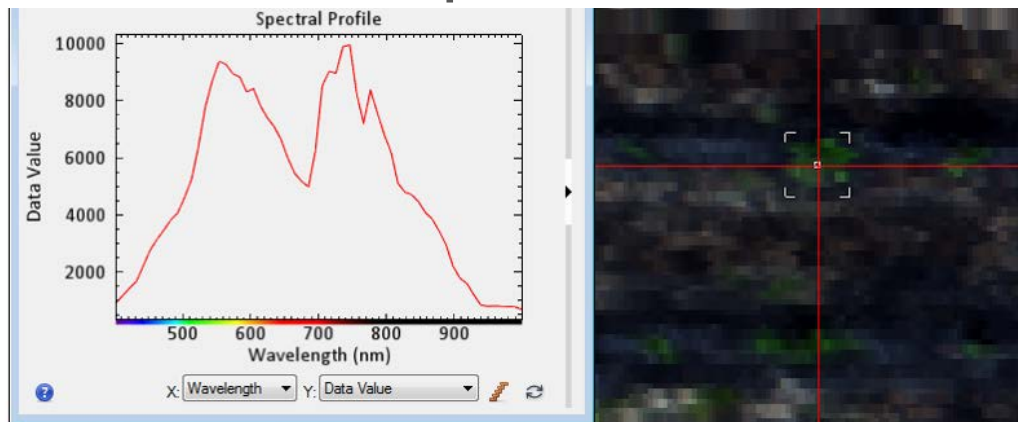 Spectral Profile
10000
8000
6000
4000
2000
Data Value
500 600 700 800 900
Wavelength (nm)
? X: Wavelength Y: Data Value